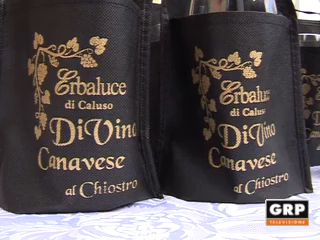 Erbaluce
di Caluso
DiVino
Canavese
al Chiostro
Erbaluce
di Caluso
DiVino
Canavese
al Chiostro
GRP
TELEVISIONE